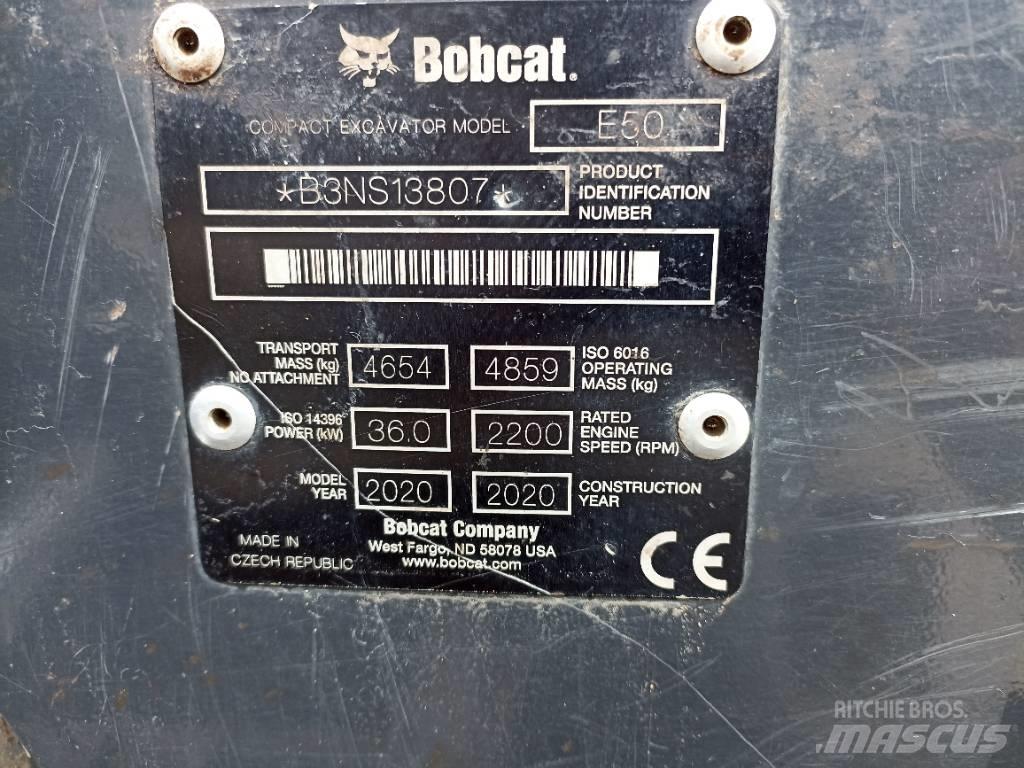 Bobcat.
COMPACT EXCAVATOR MODEL E50
*B3NS13807*
PRODUCT
IDENTIFICATION
NUMBER
TRANSPORT
MASS (kg)
NO ATTACHMENT
4654
4859
ISO 6016
OPERATING
MASS (kg)
ISO 14396
POWER (kW)
36.0
2200
RATED
ENGINE
SPEED (RPM)
MODEL
YEAR
2020
2020
CONSTRUCTION
YEAR
Bobcat Company
West Fargo, ND 58078 USA
www.bobcat.com
MADE IN
CZECH REPUBLIC
CE
RITCHIE BROS.
MASCUS